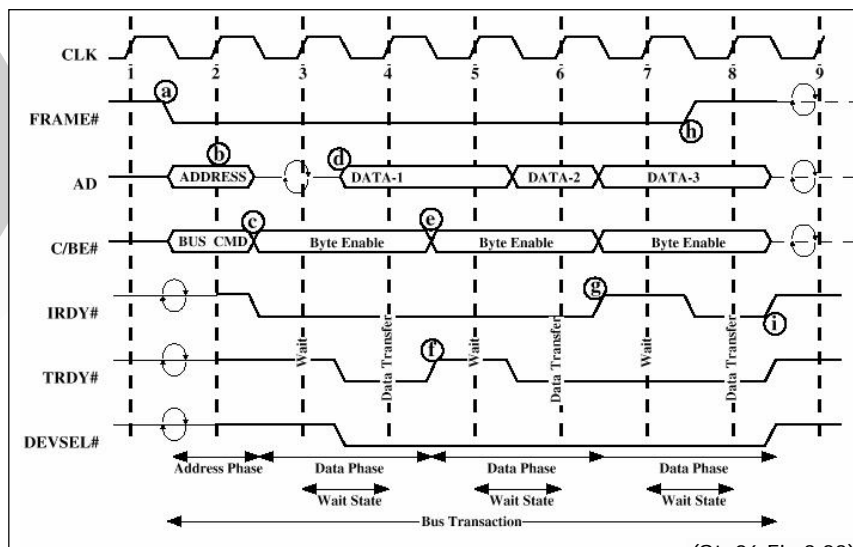 CLK
1 2 3 4 5 6 7 8 9
a
FRAME#
h
b
d
AD
ADDRESS DATA-1 DATA-2 DATA-3
c
e
C/BE#
BUS CMD Byte Enable Byte Enable Byte Enable
g
IRDY#
i
Wait
Data Transfer
Wait
Data Transfer
Wait
Data Transfer
f
TRDY#
DEVSEL#
Address Phase Data Phase Data Phase Data Phase
Wait State Wait State Wait State
Bus Transaction